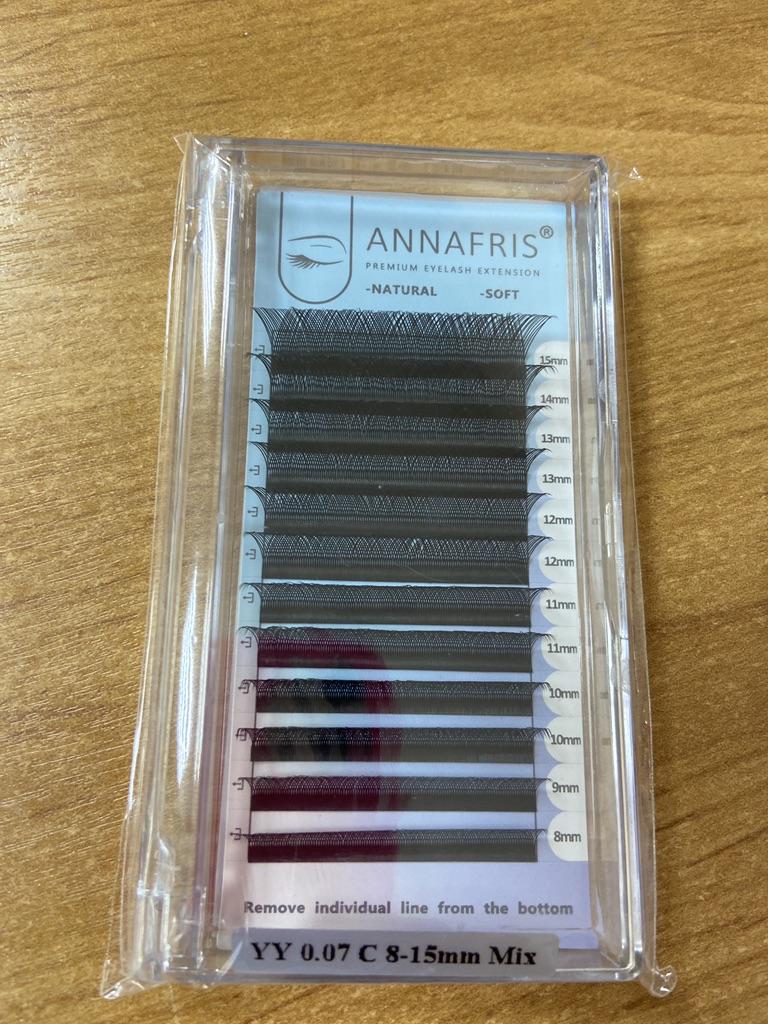 ANNAFRIS®
PREMIUM EYELASH EXTENSION
-NATURAL -SOFT
15mm
14mm
13mm
13mm
12mm
12mm
11mm
11mm
10mm
10mm
9mm
8mm
Remove individual line from the bottom
YY 0.07 C 8-15mm Mix